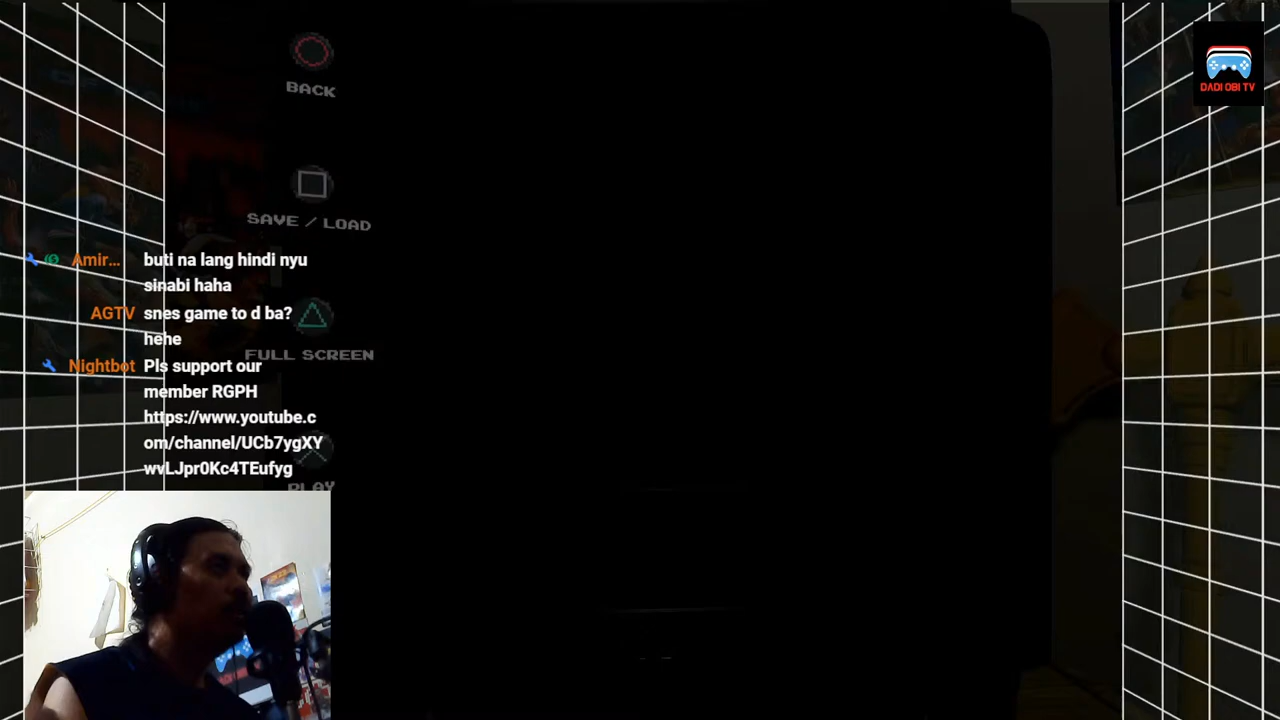 BACK
DADI OBI TV
SAVE / LOAD
Amir... buti na lang hindi nyu
sinabi haha
AGTV snes game to d ba?
hehe
FULL SCREEN
Nightbot Pls support our
member RGPH
https://www.youtube.c
om/channel/UCb7ygXY
wvLJpr0Kc4TEufyg
PLAY